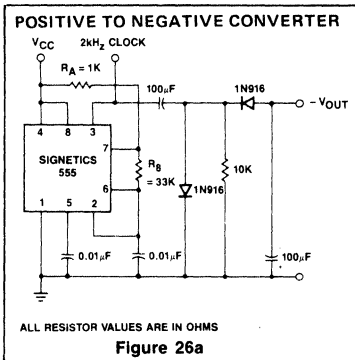 POSITIVE TO NEGATIVE CONVERTER
VCC
2kHz CLOCK
RA = 1K
100μF
1N916
- VOUT
4
8
3
7
SIGNETICS
555
RB
= 33K
6
1N916
10K
1
5
2
0.01μF
0.01μF
100μF
ALL RESISTOR VALUES ARE IN OHMS
Figure 26a